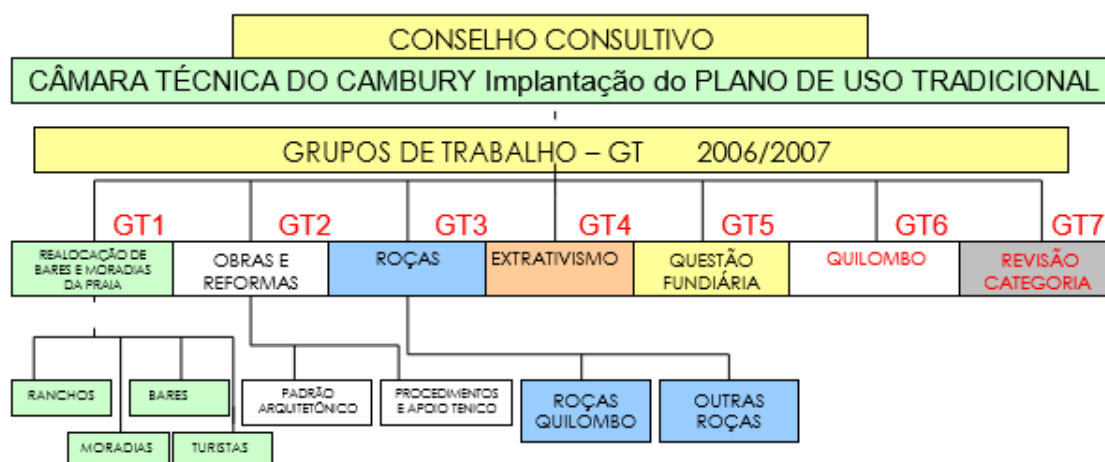 CONSELHO CONSULTIVO
CÂMARA TÉCNICA DO CAMBURY Implantação do PLANO DE USO TRADICIONAL
GRUPOS DE TRABALHO – GT 2006/2007
GT1 GT2 GT3 GT4 GT5 GT6 GT7
REALOCAÇÃO DE
BARES E MORADIAS
DA PRAIA
OBRAS E
REFORMAS
ROÇAS
EXTRATIVISMO
QUESTÃO
FUNDIÁRIA
QUILOMBO
REVISÃO
CATEGORIA
RANCHOS
BARES
PADRÃO
ARQUITETÔNICO
PROCEDIMENTOS
E APOIO TENICO
ROÇAS
QUILOMBO
OUTRAS
ROÇAS
MORADIAS
TURISTAS